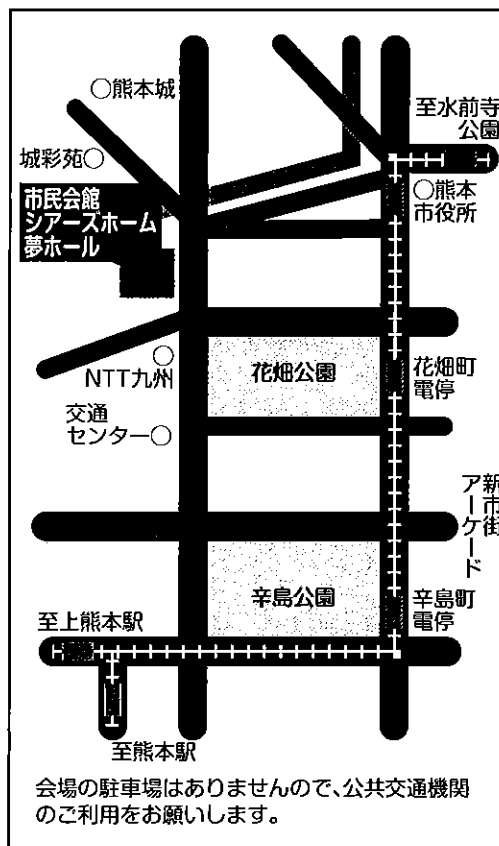 ○熊本城
至水前寺
公園
城彩苑○
市民会館
シアーズホーム
夢ホール
○熊本
市役所
NTT九州
花畑公園
花畑町
電停
交通
センター○
新市街
アーケード
辛島公園
辛島町
電停
至上熊本駅
至熊本駅
会場の駐車場はありませんので、公共交通機関
のご利用をお願いします。